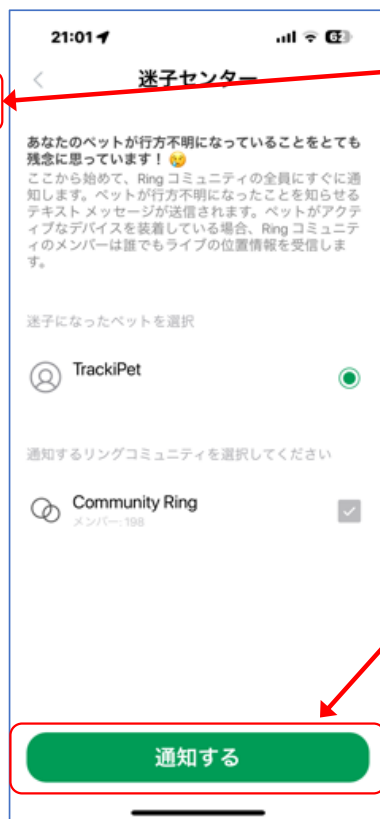 21:01
62
迷子センター
あなたのペットが行方不明になっていることをとても
残念に思っています！😢
ここから始めて、Ring コミュニティの全員にすぐに通
知します。ペットが行方不明になったことを知らせる
テキスト メッセージが送信されます。ペットがアクテ
ィブなデバイスを装着している場合、Ring コミュニテ
ィのメンバーは誰でもライブの位置情報を受信しま
す。
迷子になったペットを選択
TrackiPet
通知するリングコミュニティを選択してください
Community Ring
メンバー: 198
通知する